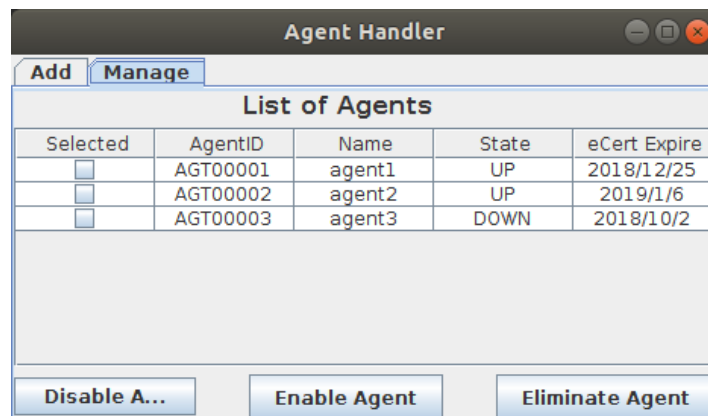 Agent Handler
Add Manage
List of Agents
Selected AgentID Name State eCert Expire
AGT00001 agent1 UP 2018/12/25
AGT00002 agent2 UP 2019/1/6
AGT00003 agent3 DOWN 2018/10/2
Disable A... Enable Agent Eliminate Agent